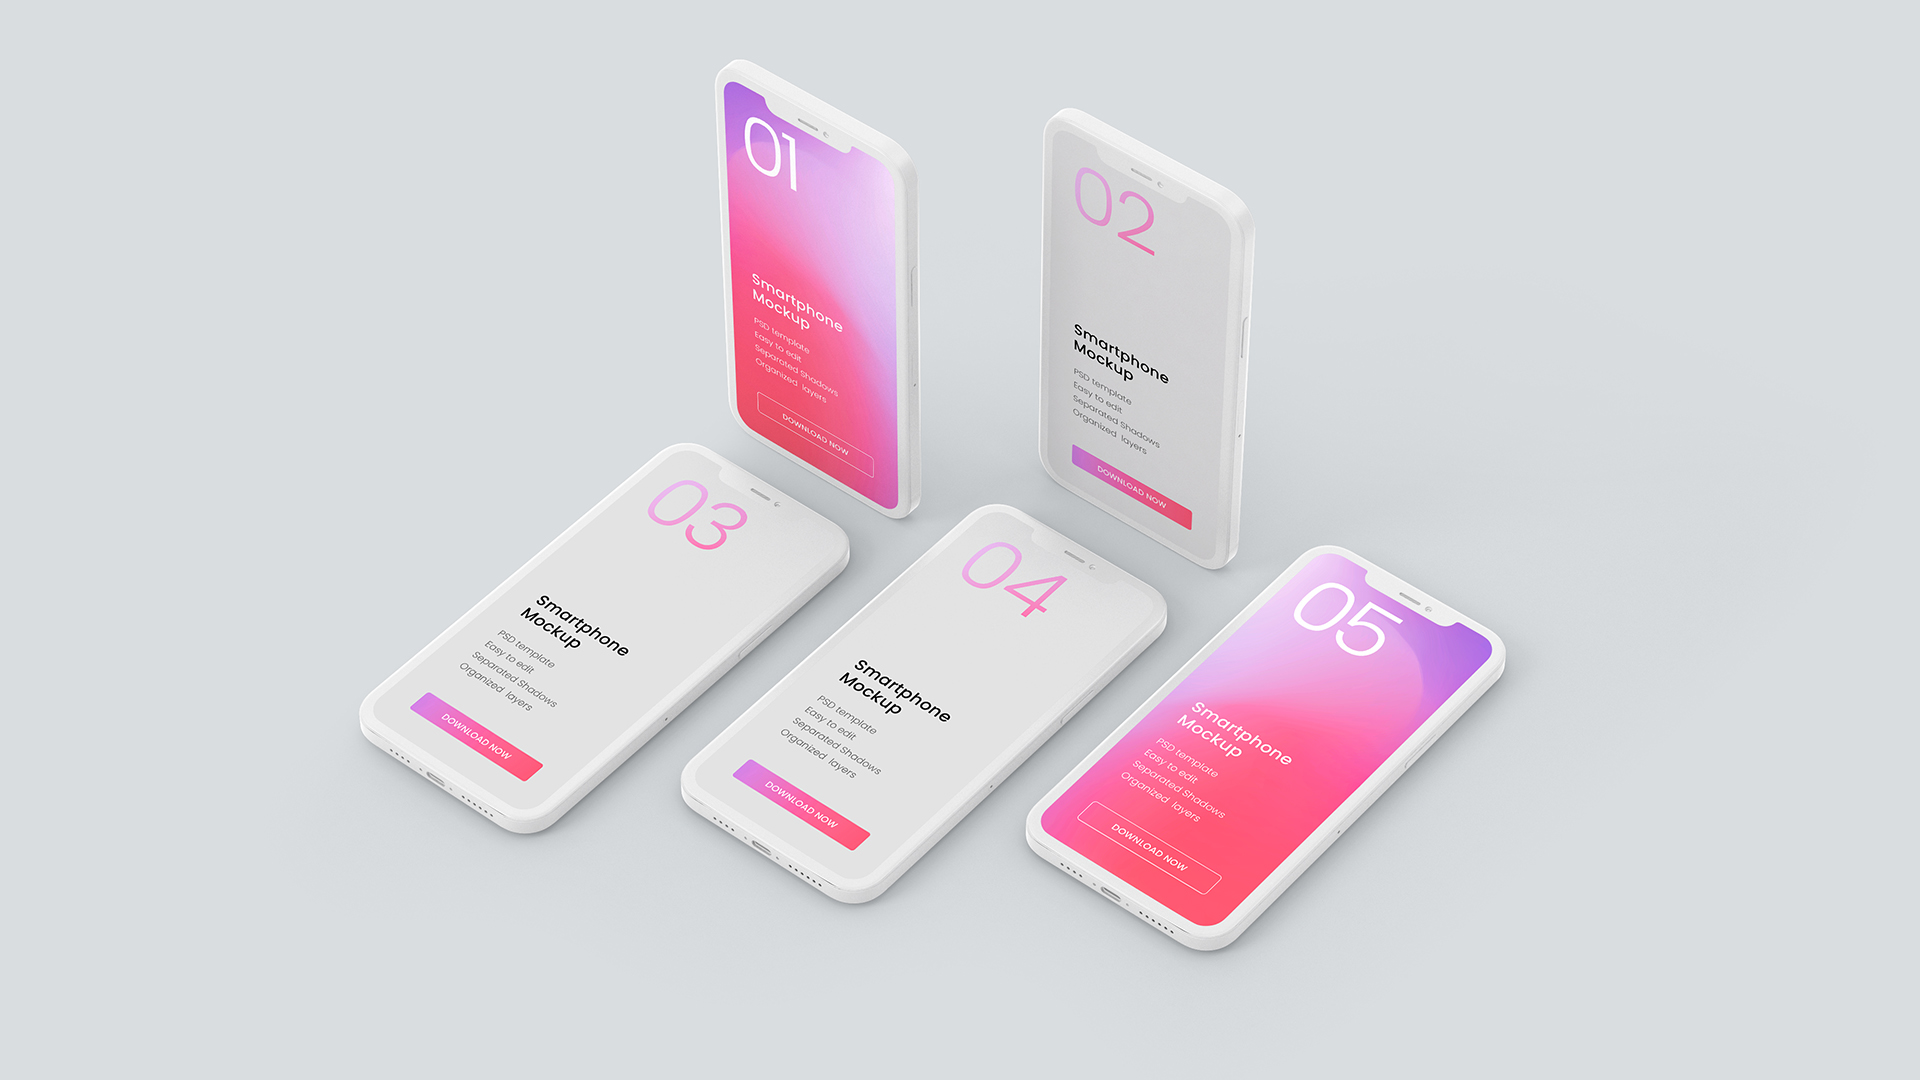 01
Smartphone
Mockup
PSD template
Easy to edit
Separated Shadows
Organized layers
DOWNLOAD NOW
02
Smartphone
Mockup
PSD template
Easy to edit
Separated Shadows
Organized layers
DOWNLOAD NOW
03
Smartphone
Mockup
PSD template
Easy to edit
Separated Shadows
Organized layers
DOWNLOAD NOW
04
Smartphone
Mockup
PSD template
Easy to edit
Separated Shadows
Organized layers
DOWNLOAD NOW
05
Smartphone
Mockup
PSD template
Easy to edit
Separated Shadows
Organized layers
DOWNLOAD NOW